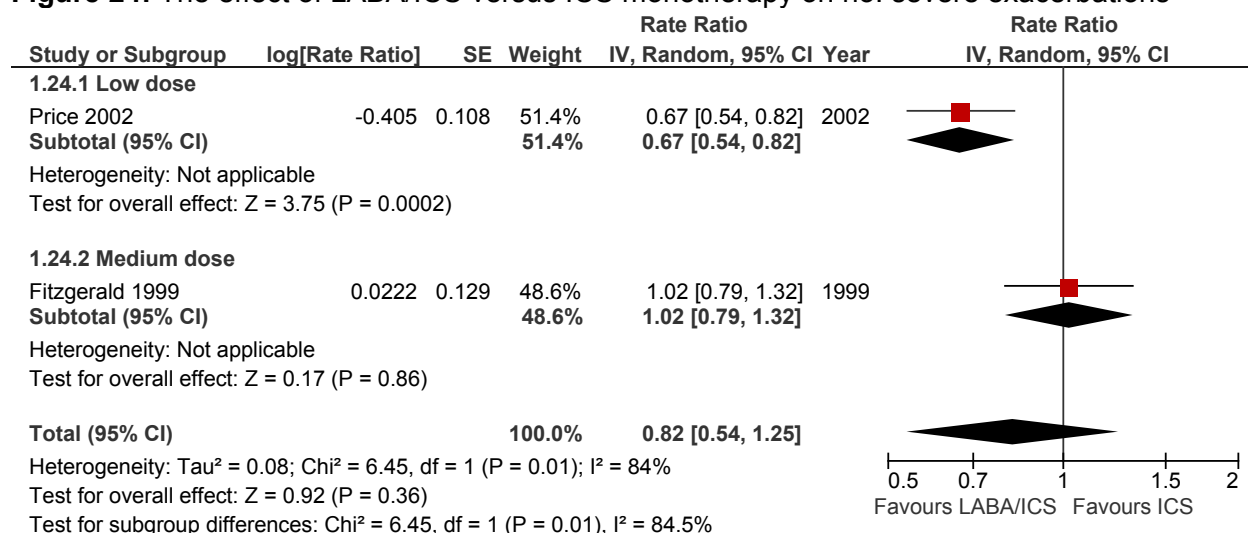 Figure 24. The effect of LABA/ICS versus ICS monotherapy on not severe exacerbations
Rate Ratio Rate Ratio
Study or Subgroup log[Rate Ratio] SE Weight IV, Random, 95% CI Year IV, Random, 95% CI
1.24.1 Low dose
Price 2002 -0.405 0.108 51.4% 0.67 [0.54, 0.82] 2002
Subtotal (95% CI) 51.4% 0.67 [0.54, 0.82]
Heterogeneity: Not applicable
Test for overall effect: Z = 3.75 (P = 0.0002)
1.24.2 Medium dose
Fitzgerald 1999 0.0222 0.129 48.6% 1.02 [0.79, 1.32] 1999
Subtotal (95% CI) 48.6% 1.02 [0.79, 1.32]
Heterogeneity: Not applicable
Test for overall effect: Z = 0.17 (P = 0.86)
Total (95% CI) 100.0% 0.82 [0.54, 1.25]
Heterogeneity: Tau² = 0.08; Chi² = 6.45, df = 1 (P = 0.01); I² = 84%
Test for overall effect: Z = 0.92 (P = 0.36)
Test for subgroup differences: Chi² = 6.45, df = 1 (P = 0.01), I² = 84.5%
0.5 0.7 1 1.5 2
Favours LABA/ICS Favours ICS